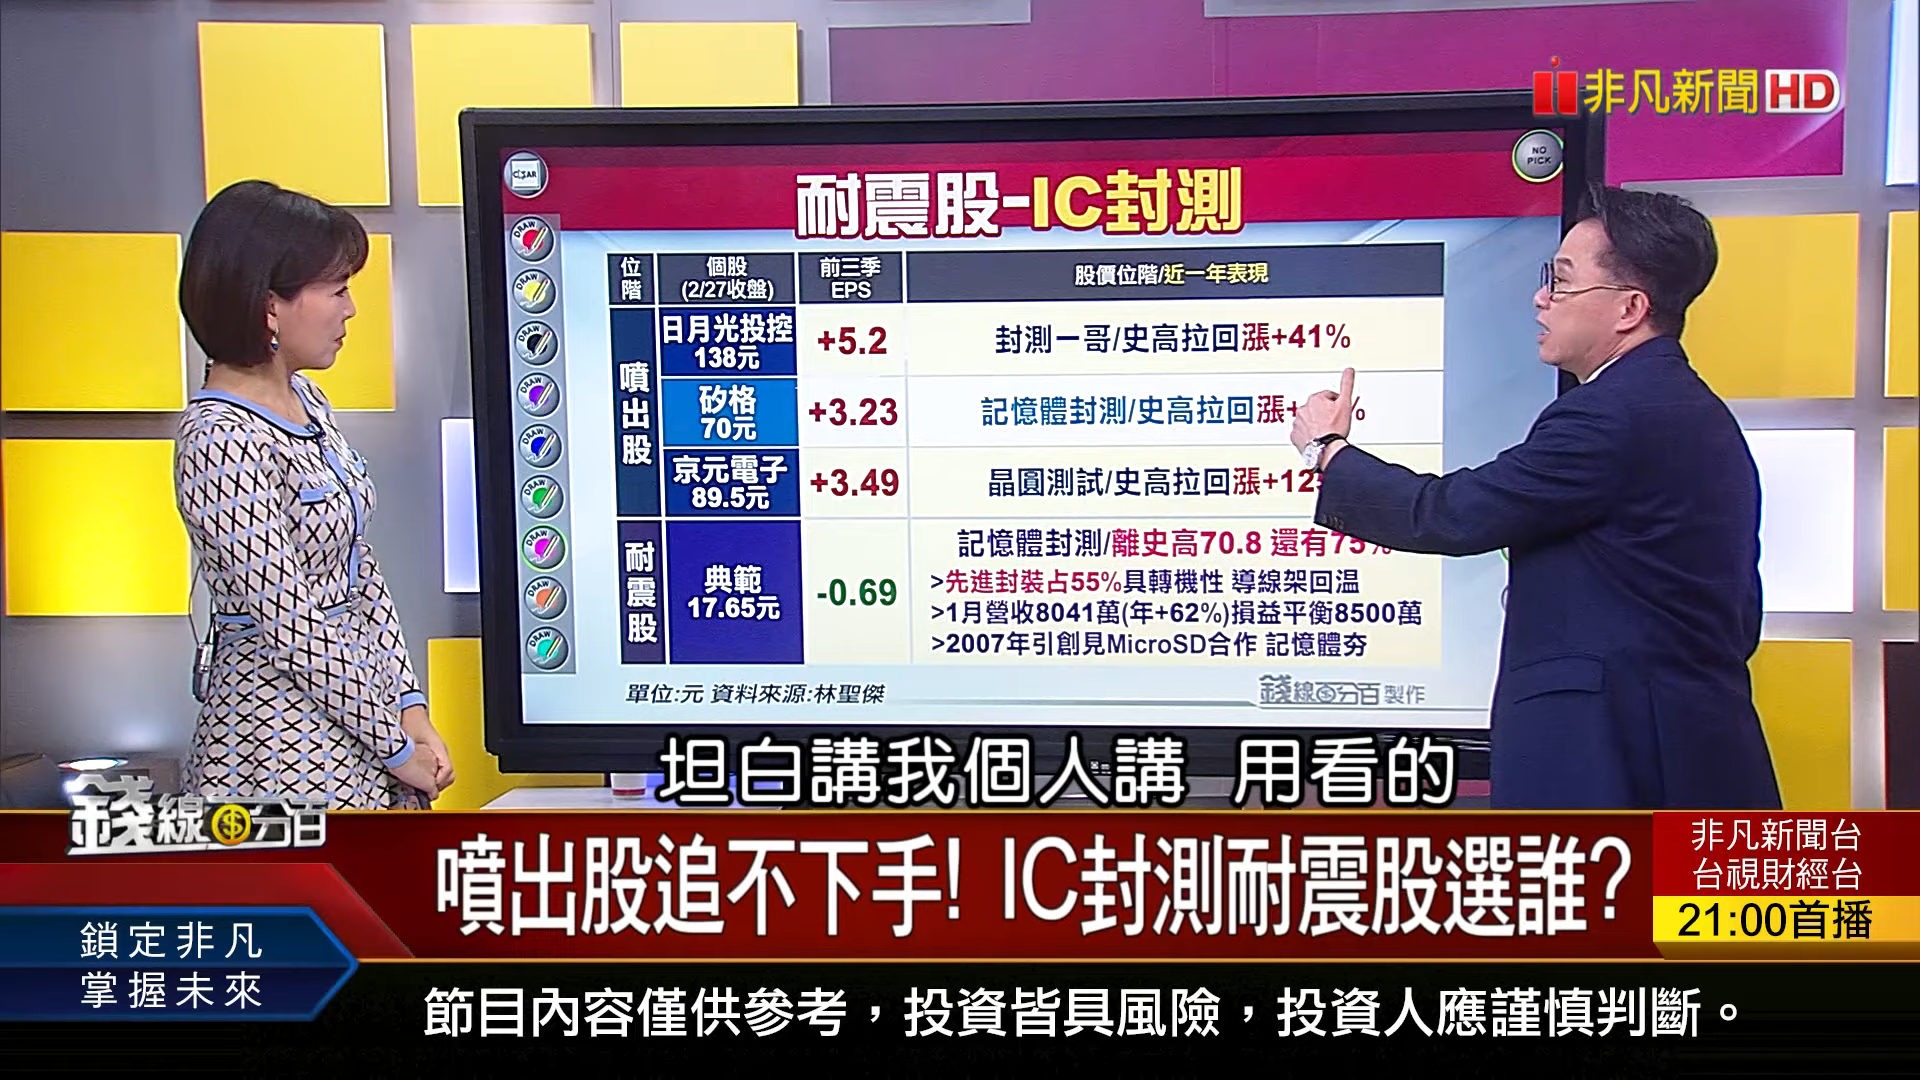 非凡新聞HD
CLEAR
NO PICK
耐震股-IC封測
DRAW
DRAW
DRAW
DRAW
DRAW
DRAW
DRAW
DRAW
DRAW
位階
個股
(2/27收盤)
前三季
EPS
股價位階/近一年表現
噴出股
日月光投控
138元
+5.2
封測一哥/史高拉回漲+41%
矽格
70元
+3.23
記憶體封測/史高拉回漲+ %
京元電子
89.5元
+3.49
晶圓測試/史高拉回漲+12
耐震股
典範
17.65元
-0.69
記憶體封測/離史高70.8 還有75%
>先進封裝占55%具轉機性 導線架回溫
>1月營收8041萬(年+62%)損益平衡8500萬
>2007年引創見MicroSD合作 記憶體夯
單位:元 資料來源:林聖傑
錢線百分百製作
坦白講我個人講 用看的
錢線百分百
噴出股追不下手! IC封測耐震股選誰?
非凡新聞台
台視財經台
21:00首播
鎖定非凡
掌握未來
節目內容僅供參考，投資皆具風險，投資人應謹慎判斷。